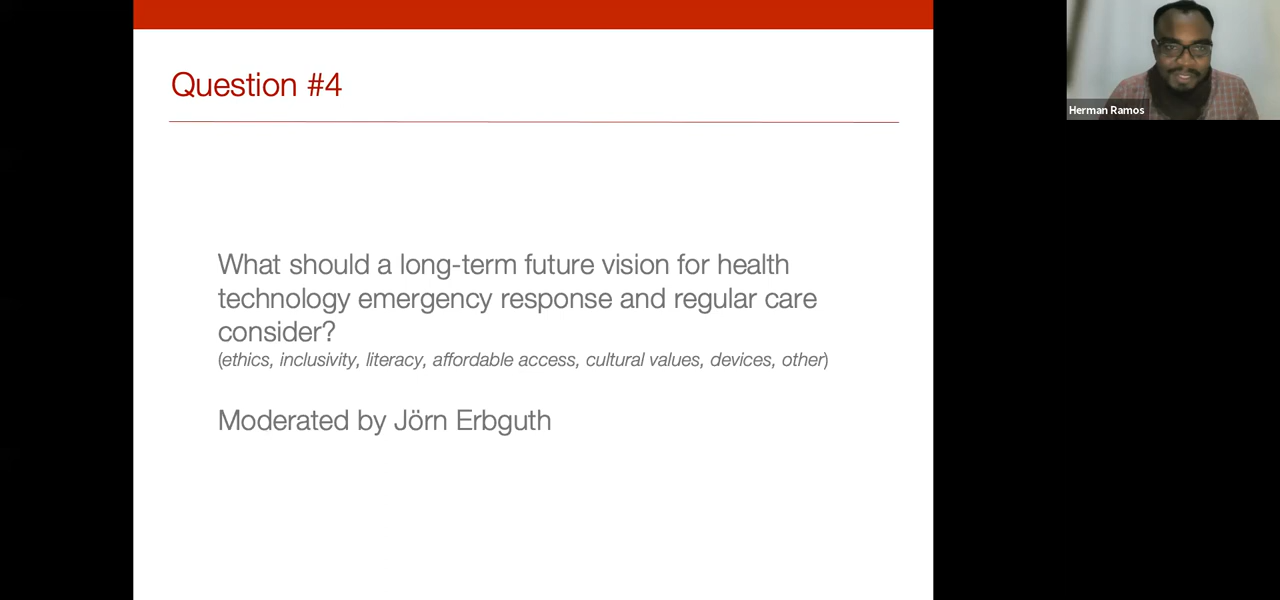 Question #4
What should a long-term future vision for health
technology emergency response and regular care
consider?
(ethics, inclusivity, literacy, affordable access, cultural values, devices, other)
Moderated by Jörn Erbguth
Herman Ramos